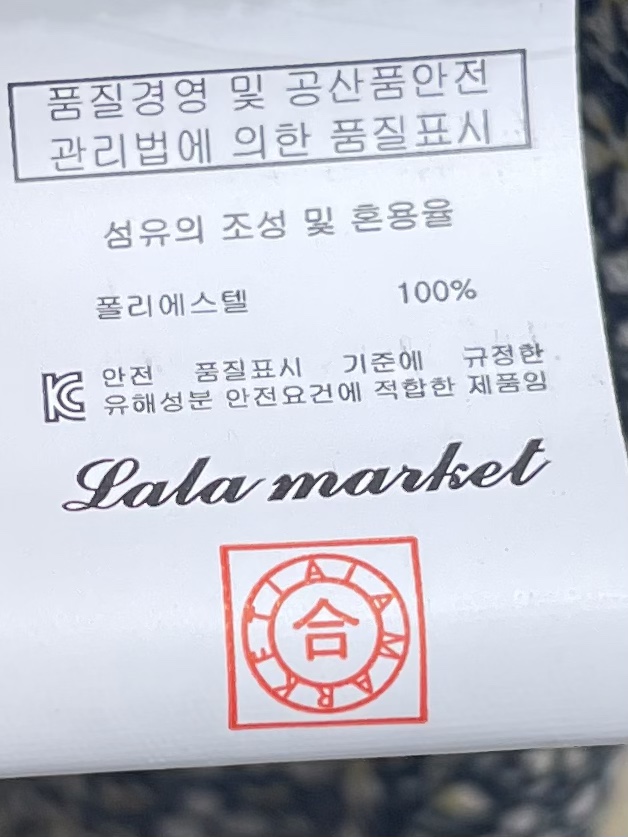 품질경영 및 공산품안전
관리법에 의한 품질표시
섬유의 조성 및 혼용율
폴리에스텔 100%
안전 품질표시 기준에 규정한
유해성분 안전요건에 적합한 제품임
Lala market
LALAMARKET
合